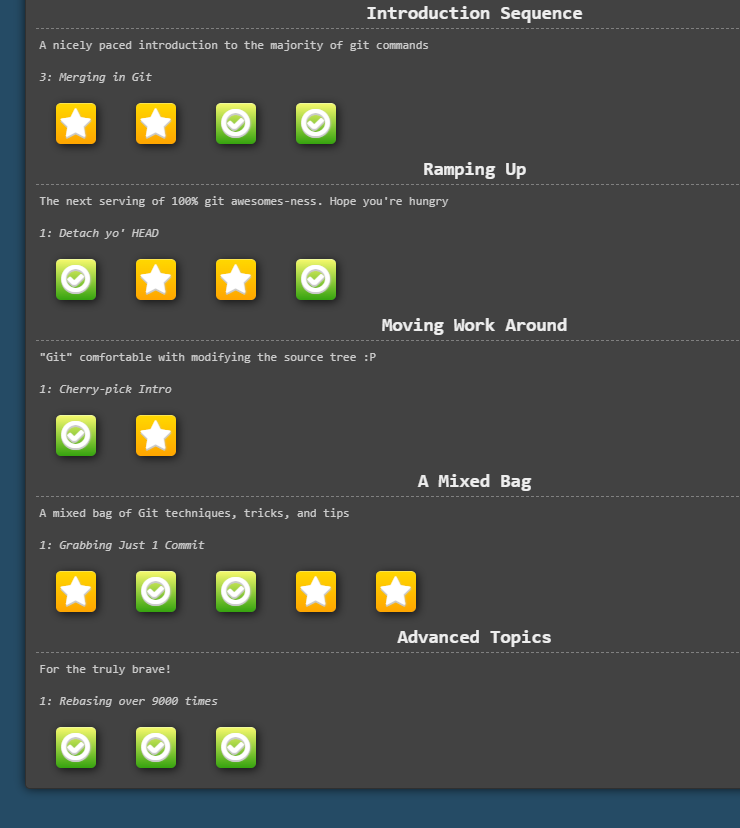 Introduction Sequence
A nicely paced introduction to the majority of git commands
3: Merging in Git
Ramping Up
The next serving of 100% git awesomes-ness. Hope you're hungry
1: Detach yo' HEAD
Moving Work Around
"Git" comfortable with modifying the source tree :P
1: Cherry-pick Intro
A Mixed Bag
A mixed bag of Git techniques, tricks, and tips
1: Grabbing Just 1 Commit
Advanced Topics
For the truly brave!
1: Rebasing over 9000 times